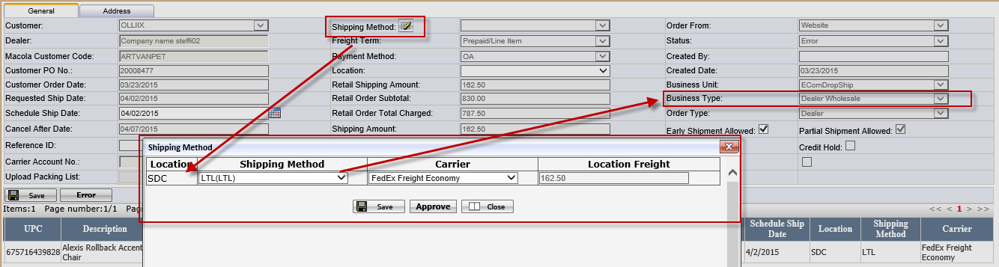 General Address
Customer: OLLIIX Shipping Method: Order From: Website
Dealer: Company name steffi02 Freight Term: Prepaid/Line Item Status: Error
Macola Customer Code: ARTVANPET Payment Method: OA Created By:
Customer PO No.: 20008477 Location: Created Date: 03/23/2015
Customer Order Date: 03/23/2015 Retail Shipping Amount: 162.50 Business Unit: EComDropShip
Requested Ship Date: 04/02/2015 Retail Order Subtotal: 830.00 Business Type: Dealer Wholesale
Schedule Ship Date: 04/02/2015 Retail Order Total Charged: 787.50 Order Type: Dealer
Cancel After Date: 04/07/2015 Shipping Amount: 162.50 Early Shipment Allowed: Partial Shipment Allowed:
Reference ID: Credit Hold:
Carrier Account No.:
Upload Packing List:
Shipping Method
Location Shipping Method Carrier Location Freight
SDC LTL(LTL) FedEx Freight Economy 162.50
Save Approve Close
Save Error
Items:1 Page number:1/1 << < 1 > >>
UPC Description Schedule Ship Date Location Shipping Method Carrier
675716439828 Alexis Rollback Accent Chair 4/2/2015 SDC LTL FedEx Freight Economy